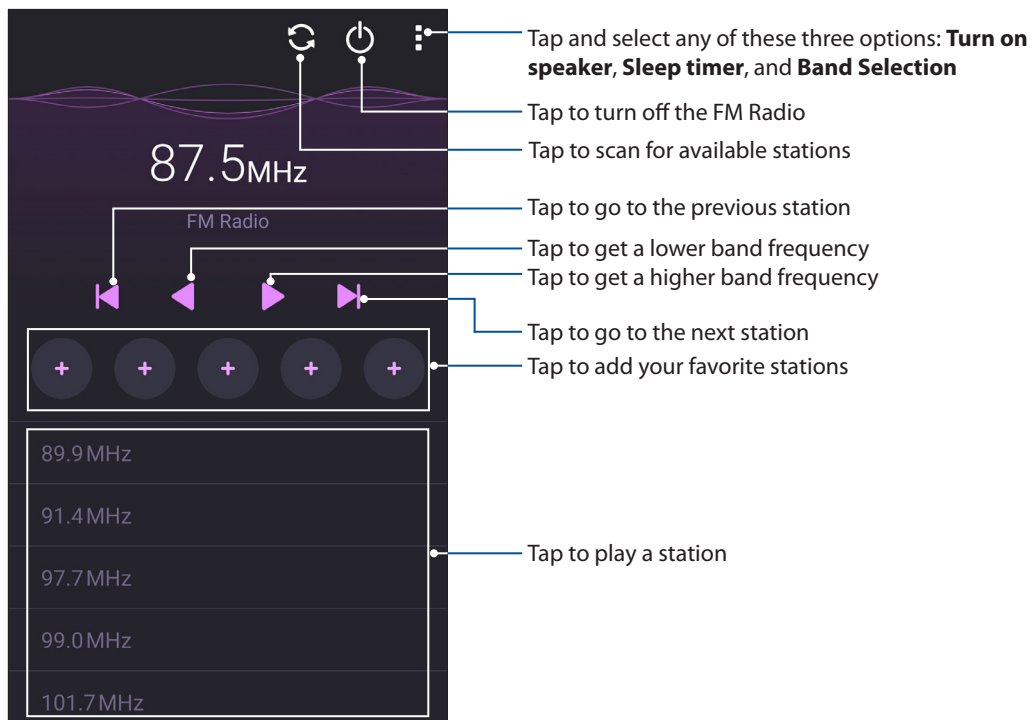 Tap and select any of these three options: Turn on
speaker, Sleep timer, and Band Selection
Tap to turn off the FM Radio
Tap to scan for available stations
87.5MHz
FM Radio
Tap to go to the previous station
Tap to get a lower band frequency
Tap to get a higher band frequency
Tap to go to the next station
Tap to add your favorite stations
+ + + + +
89.9MHz
91.4MHz
97.7MHz
99.0MHz
101.7MHz
Tap to play a station